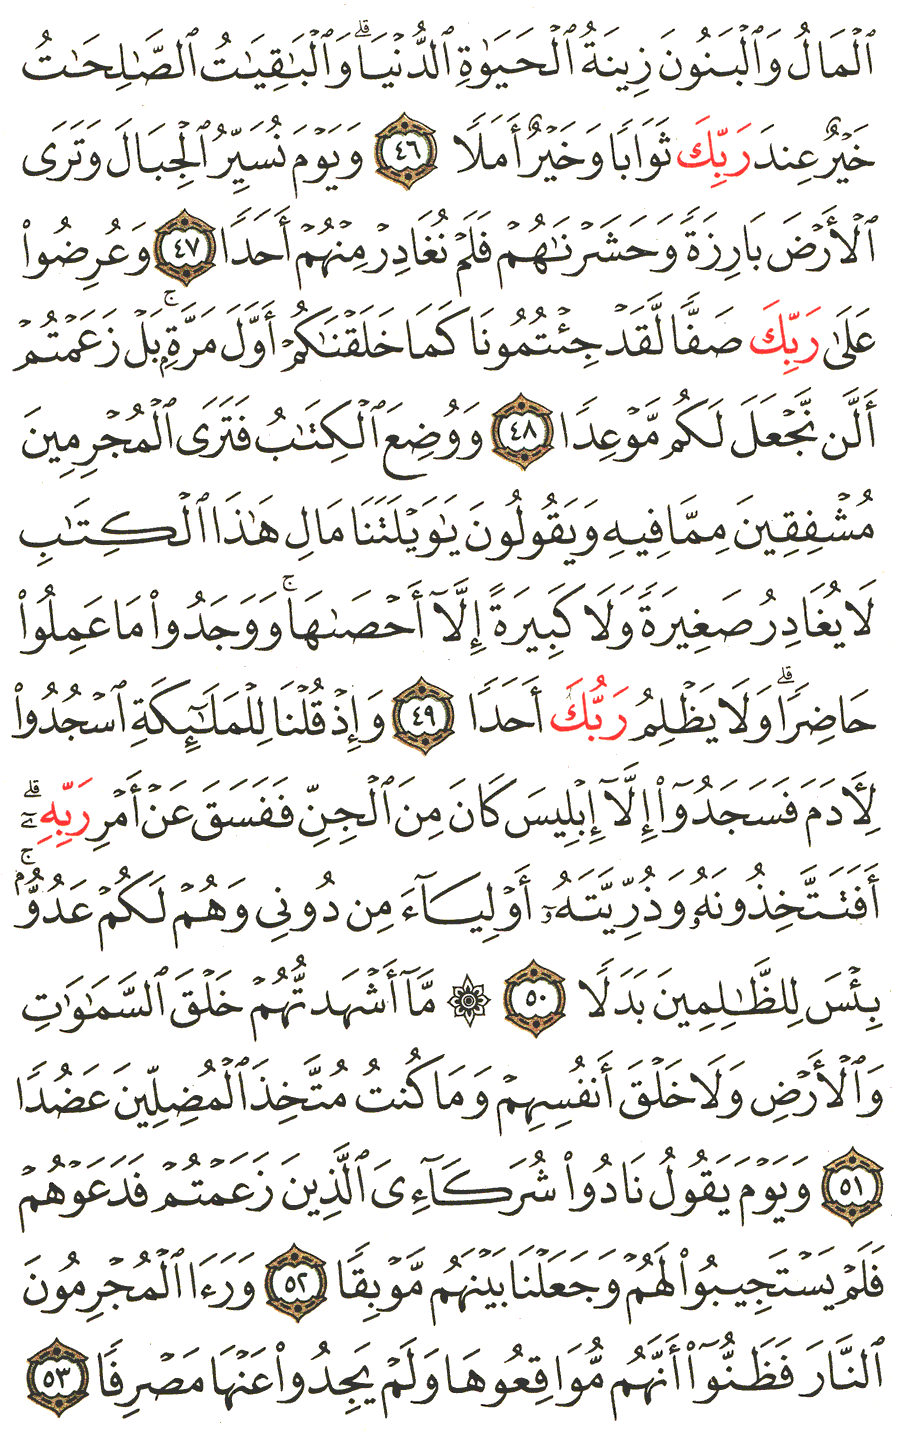 ٱلْمَالُ وَٱلْبَنُونَ زِينَةُ ٱلْحَيَوٰةِ ٱلدُّنْيَاۖ وَٱلْبَٰقِيَٰتُ ٱلصَّٰلِحَٰتُ
خَيْرٌ عِندَ رَبِّكَ ثَوَابًا وَخَيْرٌ أَمَلًا ٤٦ وَيَوْمَ نُسَيِّرُ ٱلْجِبَالَ وَتَرَى
ٱلْأَرْضَ بَارِزَةً وَحَشَرْنَٰهُمْ فَلَمْ نُغَادِرْ مِنْهُمْ أَحَدًا ٤٧ وَعُرِضُوا۟
عَلَىٰ رَبِّكَ صَفًّا لَّقَدْ جِئْتُمُونَا كَمَا خَلَقْنَٰكُمْ أَوَّلَ مَرَّةٍۭۚ بَلْ زَعَمْتُمْ
أَلَّن نَّجْعَلَ لَكُم مَّوْعِدًا ٤٨ وَوُضِعَ ٱلْكِتَٰبُ فَتَرَى ٱلْمُجْرِمِينَ
مُشْفِقِينَ مِمَّا فِيهِ وَيَقُولُونَ يَٰوَيْلَتَنَا مَالِ هَٰذَا ٱلْكِتَٰبِ
لَا يُغَادِرُ صَغِيرَةً وَلَا كَبِيرَةً إِلَّآ أَحْصَىٰهَاۚ وَوَجَدُوا۟ مَا عَمِلُوا۟
حَاضِرًاۗ وَلَا يَظْلِمُ رَبُّكَ أَحَدًا ٤٩ وَإِذْ قُلْنَا لِلْمَلَٰٓئِكَةِ ٱسْجُدُوا۟
لِءَادَمَ فَسَجَدُوٓا۟ إِلَّآ إِبْلِيسَ كَانَ مِنَ ٱلْجِنِّ فَفَسَقَ عَنْ أَمْرِ رَبِّهِۦٓۗ
أَفَتَتَّخِذُونَهُۥ وَذُرِّيَّتَهُۥٓ أَوْلِيَآءَ مِن دُونِى وَهُمْ لَكُمْ عَدُوٌّۢۚ
بِئْسَ لِلظَّٰلِمِينَ بَدَلًا ٥٠ ۞ مَّآ أَشْهَدتُّهُمْ خَلْقَ ٱلسَّمَٰوَٰتِ
وَٱلْأَرْضِ وَلَا خَلْقَ أَنفُسِهِمْ وَمَا كُنتُ مُتَّخِذَ ٱلْمُضِلِّينَ عَضُدًا
٥١ وَيَوْمَ يَقُولُ نَادُوا۟ شُرَكَآءِىَ ٱلَّذِينَ زَعَمْتُمْ فَدَعَوْهُمْ
فَلَمْ يَسْتَجِيبُوا۟ لَهُمْ وَجَعَلْنَا بَيْنَهُم مَّوْبِقًا ٥٢ وَرَءَا ٱلْمُجْرِمُونَ
ٱلنَّارَ فَظَنُّوٓا۟ أَنَّهُم مُّوَاقِعُوهَا وَلَمْ يَجِدُوا۟ عَنْهَا مَصْرِفًا ٥٣